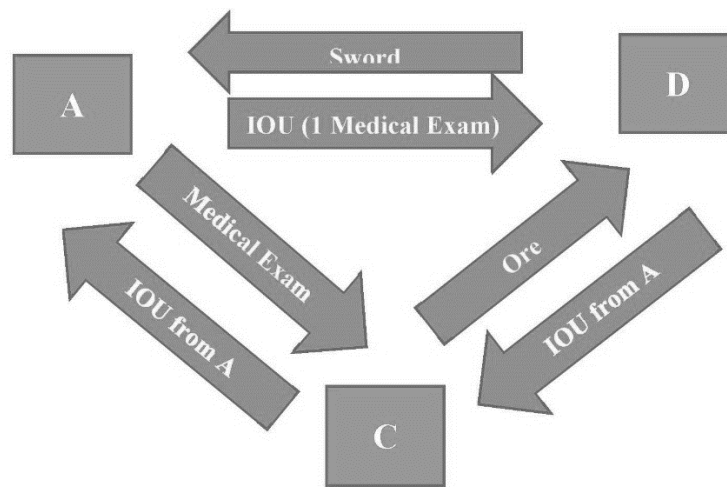 Sword
A
D
IOU (1 Medical Exam)
Medical Exam
Ore
IOU from A
IOU from A
C